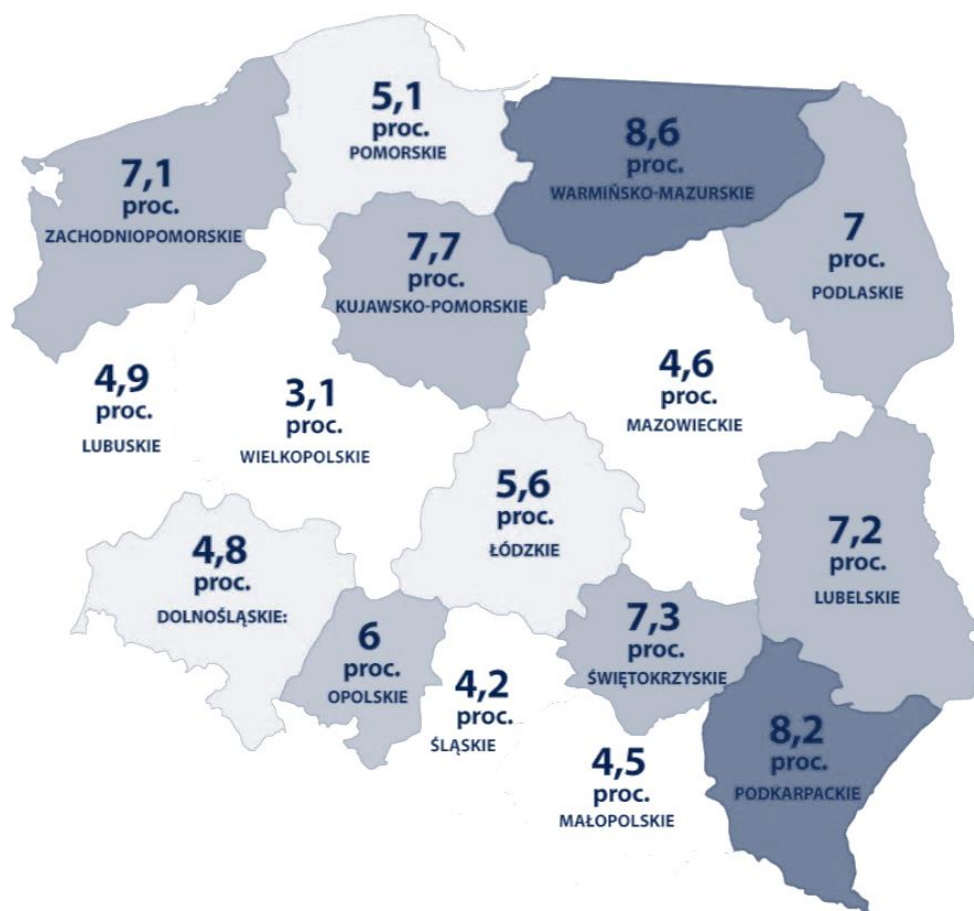 5,1
proc.
POMORSKIE
8,6
proc.
WARMIŃSKO-MAZURSKIE
7,1
proc.
ZACHODNIOPOMORSKIE
7
proc.
PODLASKIE
7,7
proc.
KUJAWSKO-POMORSKIE
4,9
proc.
LUBUSKIE
3,1
proc.
WIELKOPOLSKIE
4,6
proc.
MAZOWIECKIE
5,6
proc.
ŁÓDZKIE
7,2
proc.
LUBELSKIE
4,8
proc.
DOLNOŚLĄSKIE:
6
proc.
OPOLSKIE
4,2
proc.
ŚLĄSKIE
7,3
proc.
ŚWIĘTOKRZYSKIE
4,5
proc.
MAŁOPOLSKIE
8,2
proc.
PODKARPACKIE